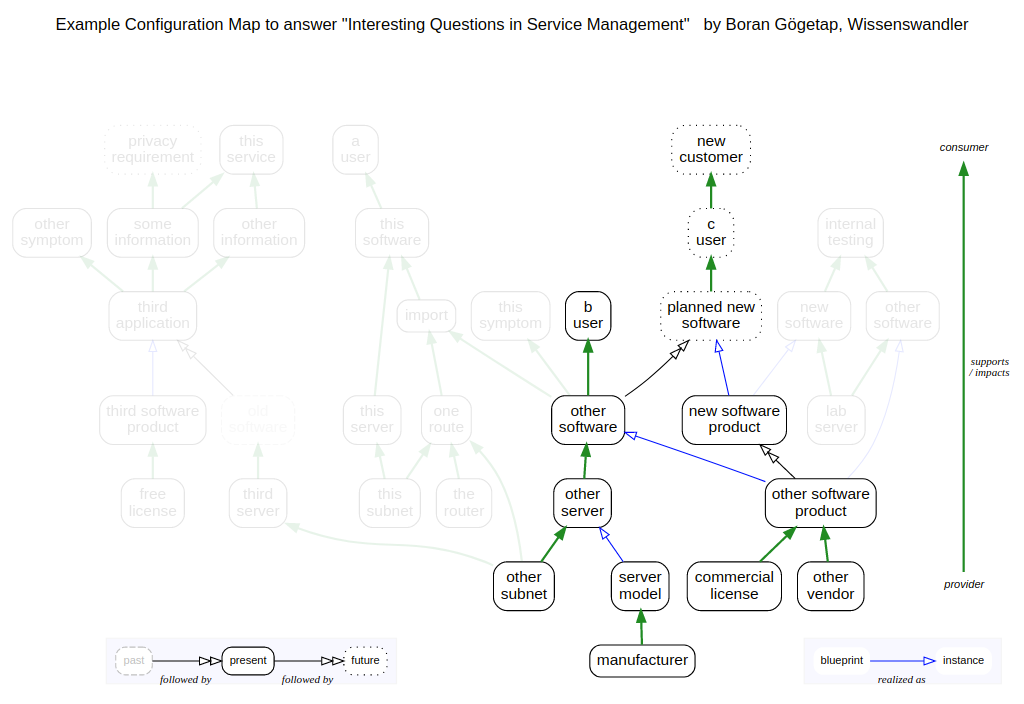 Example Configuration Map to answer "Interesting Questions in Service Management"   by Boran Gögetap, Wissenswandler
privacy
requirement
this
service
a
user
new
customer
consumer
other
symptom
some
information
other
information
this
software
c
user
internal
testing
third
application
import
this
symptom
b
user
planned new
software
new
software
other
software
supports
/ impacts
third software
product
old
software
this
server
one
route
other
software
new software
product
lab
server
free
license
third
server
this
subnet
the
router
other
server
other software
product
other
subnet
server
model
commercial
license
other
vendor
provider
manufacturer
past
present
future
followed by
followed by
blueprint
instance
realized as